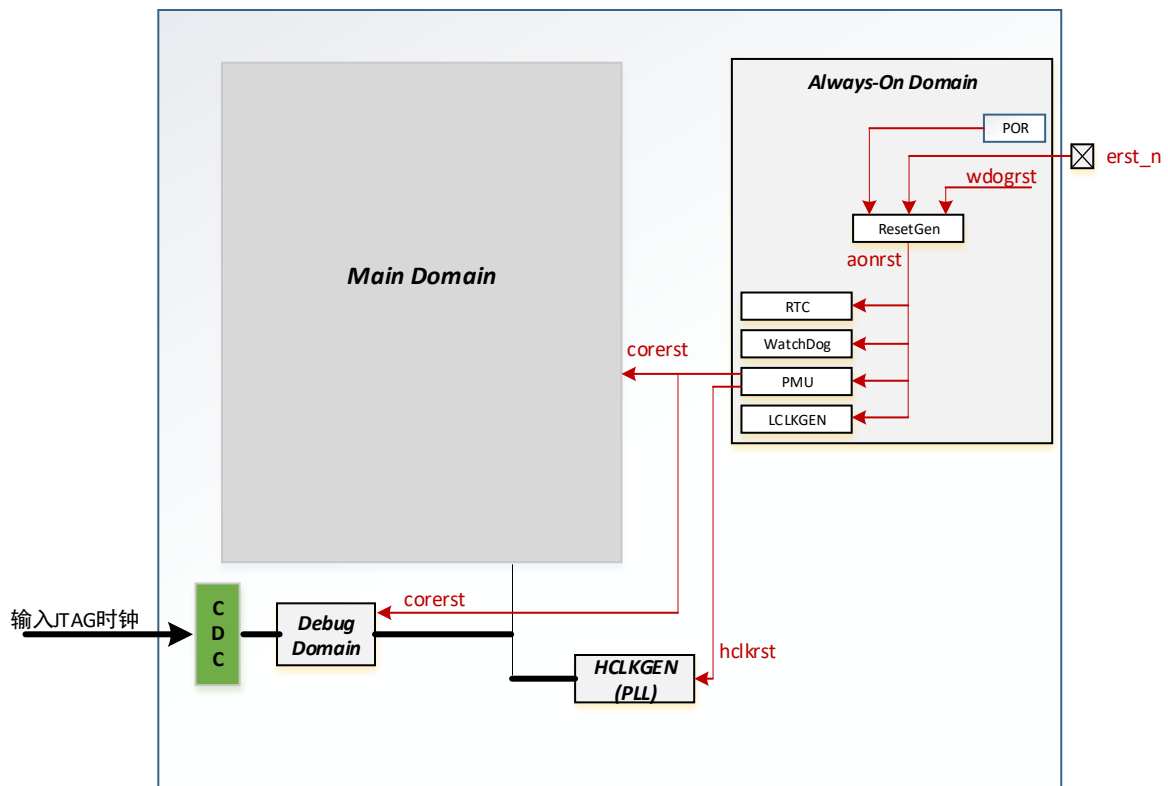 Always-On Domain
POR
erst_n
wdogrst
ResetGen
aonrst
Main Domain
RTC
WatchDog
corerst
PMU
LCLKGEN
输入JTAG时钟
C
D
C
Debug
Domain
corerst
hclkrst
HCLKGEN
(PLL)